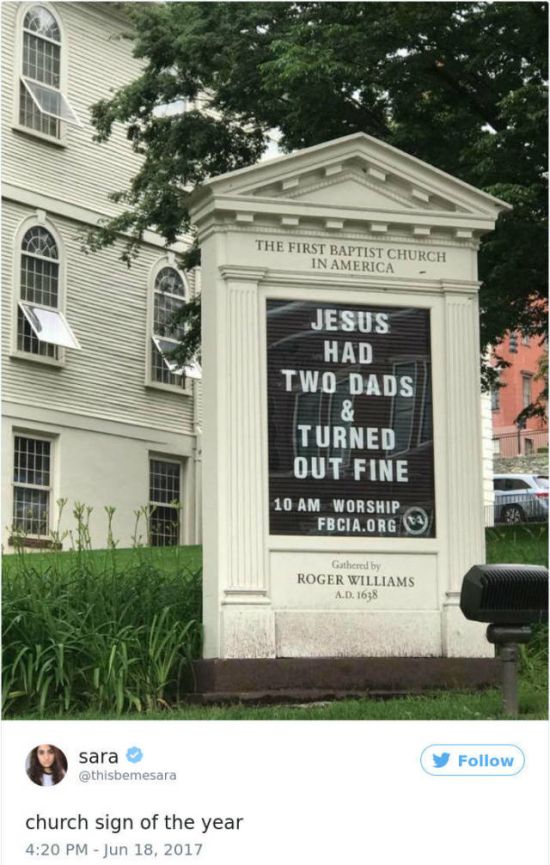 THE FIRST BAPTIST CHURCH
IN AMERICA
JESUS
HAD
TWO DADS
&
TURNED
OUT FINE
10 AM WORSHIP
FBCIA.ORG
Gathered by
ROGER WILLIAMS
A.D. 1638
sara
@thisbemesara
Follow
church sign of the year
4:20 PM - Jun 18, 2017